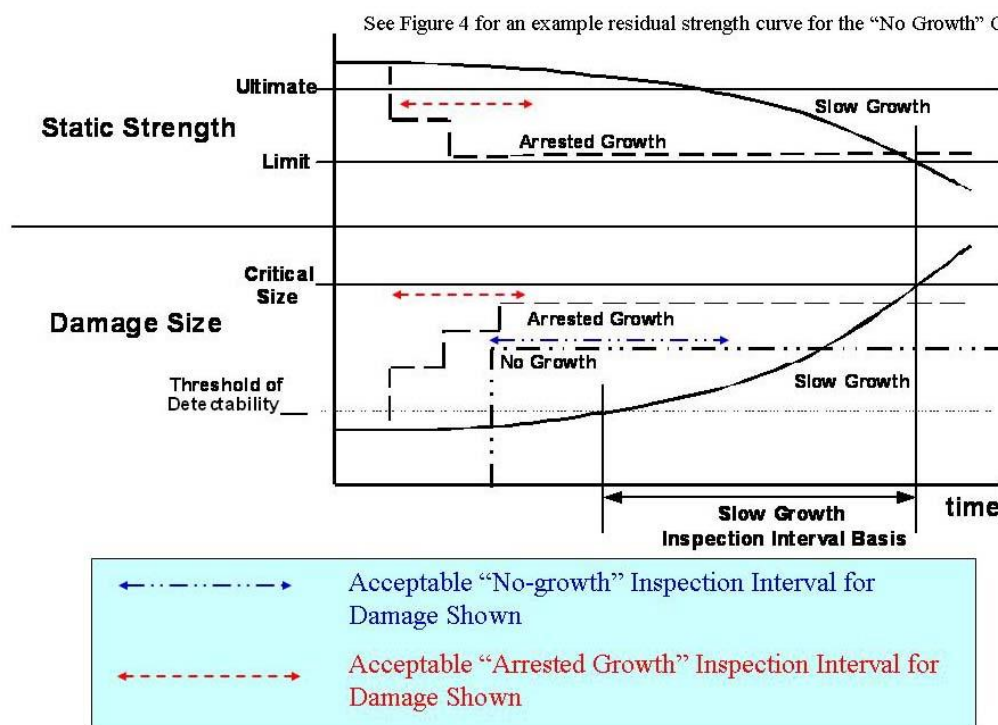 See Figure 4 for an example residual strength curve for the “No Growth” C
Ultimate
Slow Growth
Static Strength
Arrested Growth
Limit
Critical
Size
Arrested Growth
Damage Size
No Growth
Slow Growth
Threshold of
Detectability
time
Slow Growth
Inspection Interval Basis
Acceptable “No-growth” Inspection Interval for
Damage Shown
Acceptable “Arrested Growth” Inspection Interval for
Damage Shown